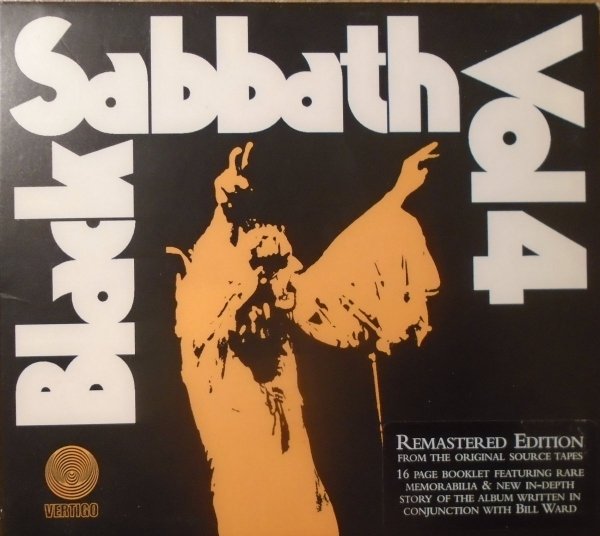 Black
Sabbath
Vol 4
VERTIGO
REMASTERED EDITION
FROM THE ORIGINAL SOURCE TAPES
16 PAGE BOOKLET FEATURING RARE
MEMORABILIA & NEW IN-DEPTH
STORY OF THE ALBUM WRITTEN IN
CONJUNCTION WITH BILL WARD